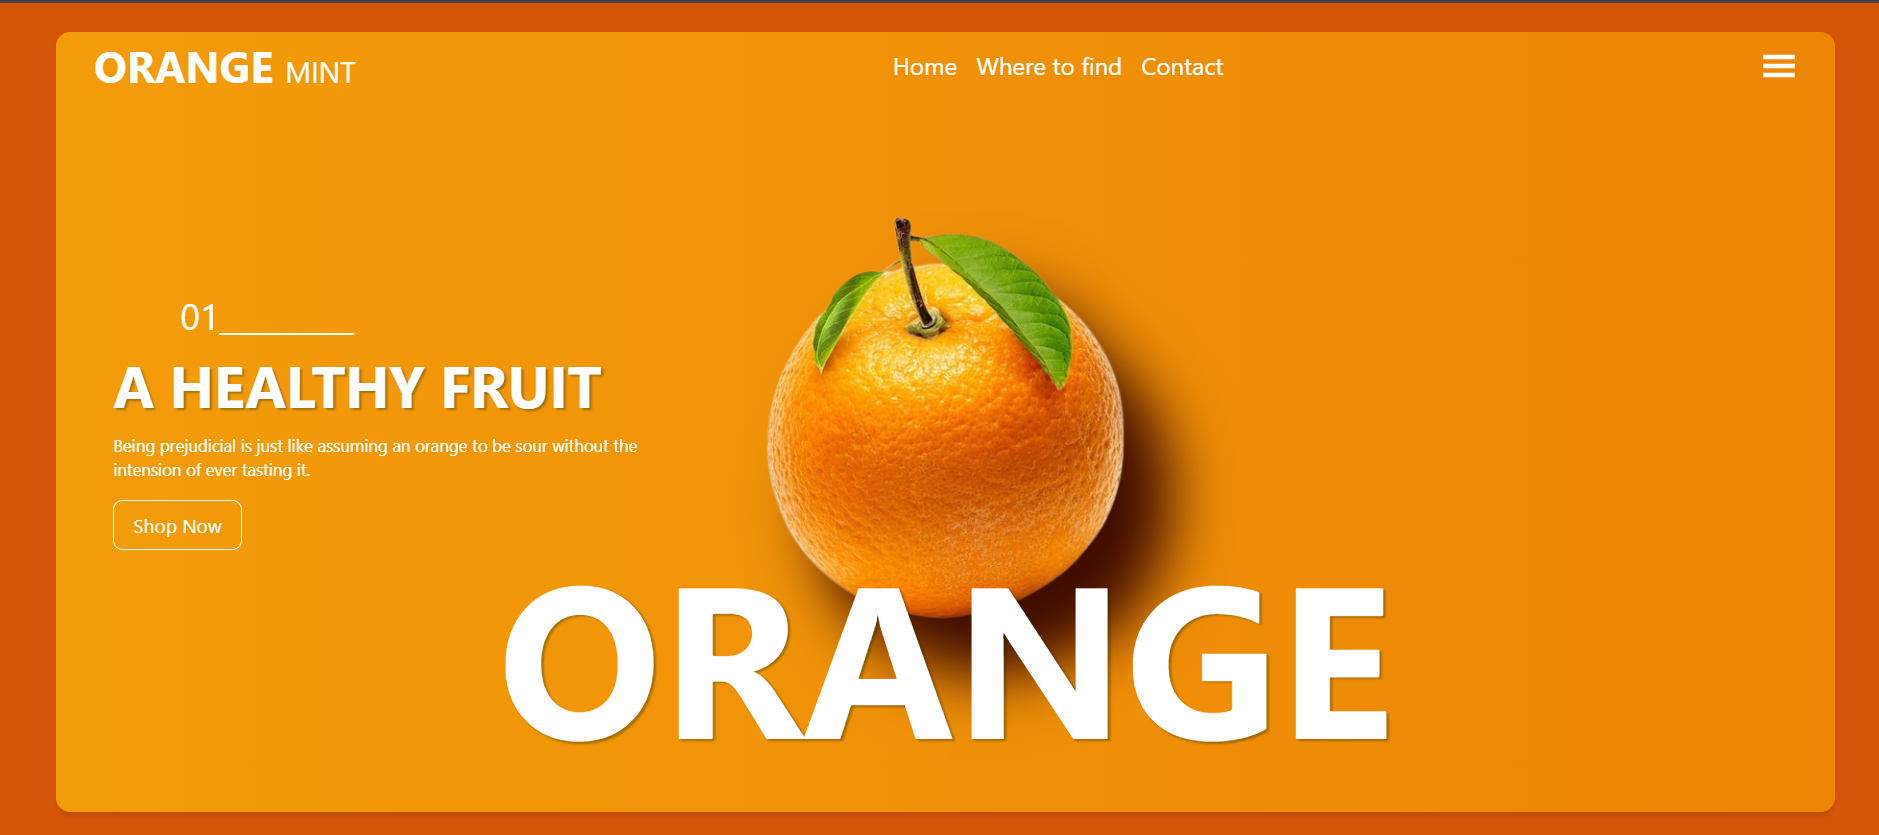 ORANGE MINT
Home Where to find Contact
01_________
A HEALTHY FRUIT
Being prejudicial is just like assuming an orange to be sour without the
intension of ever tasting it.
Shop Now
ORANGE